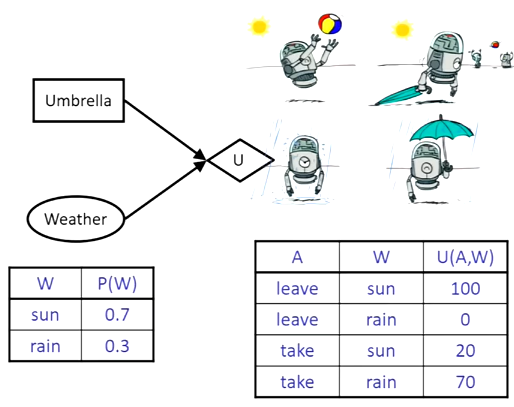 Umbrella
U
Weather
W P(W)
sun 0.7
rain 0.3
A W U(A,W)
leave sun 100
leave rain 0
take sun 20
take rain 70